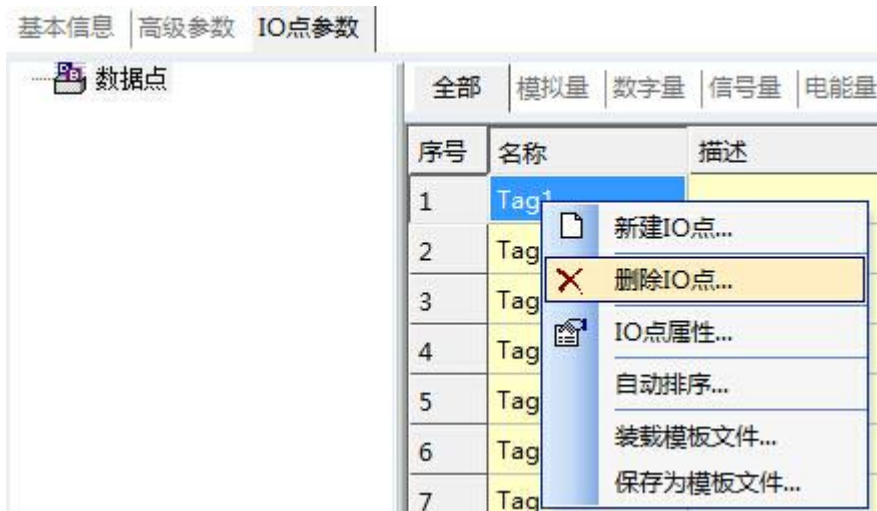 基本信息 高级参数 IO点参数
数据点
全部 模拟量 数字量 信号量 电能量
序号 名称 描述
1 Tag1
2 Tag
3 Tag
4 Tag
5 Tag
6 Tag
7 Tag
新建IO点...
删除IO点...
IO点属性...
自动排序...
装载模板文件...
保存为模板文件...